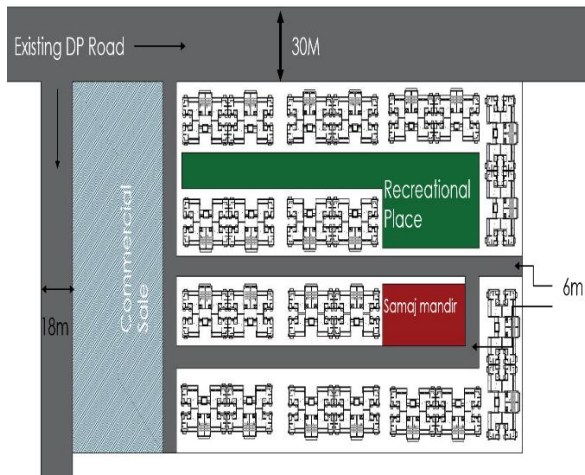 Existing DP Road
30M
Recreational
Place
Commercial
Sale
6m
Samaj mandir
18m